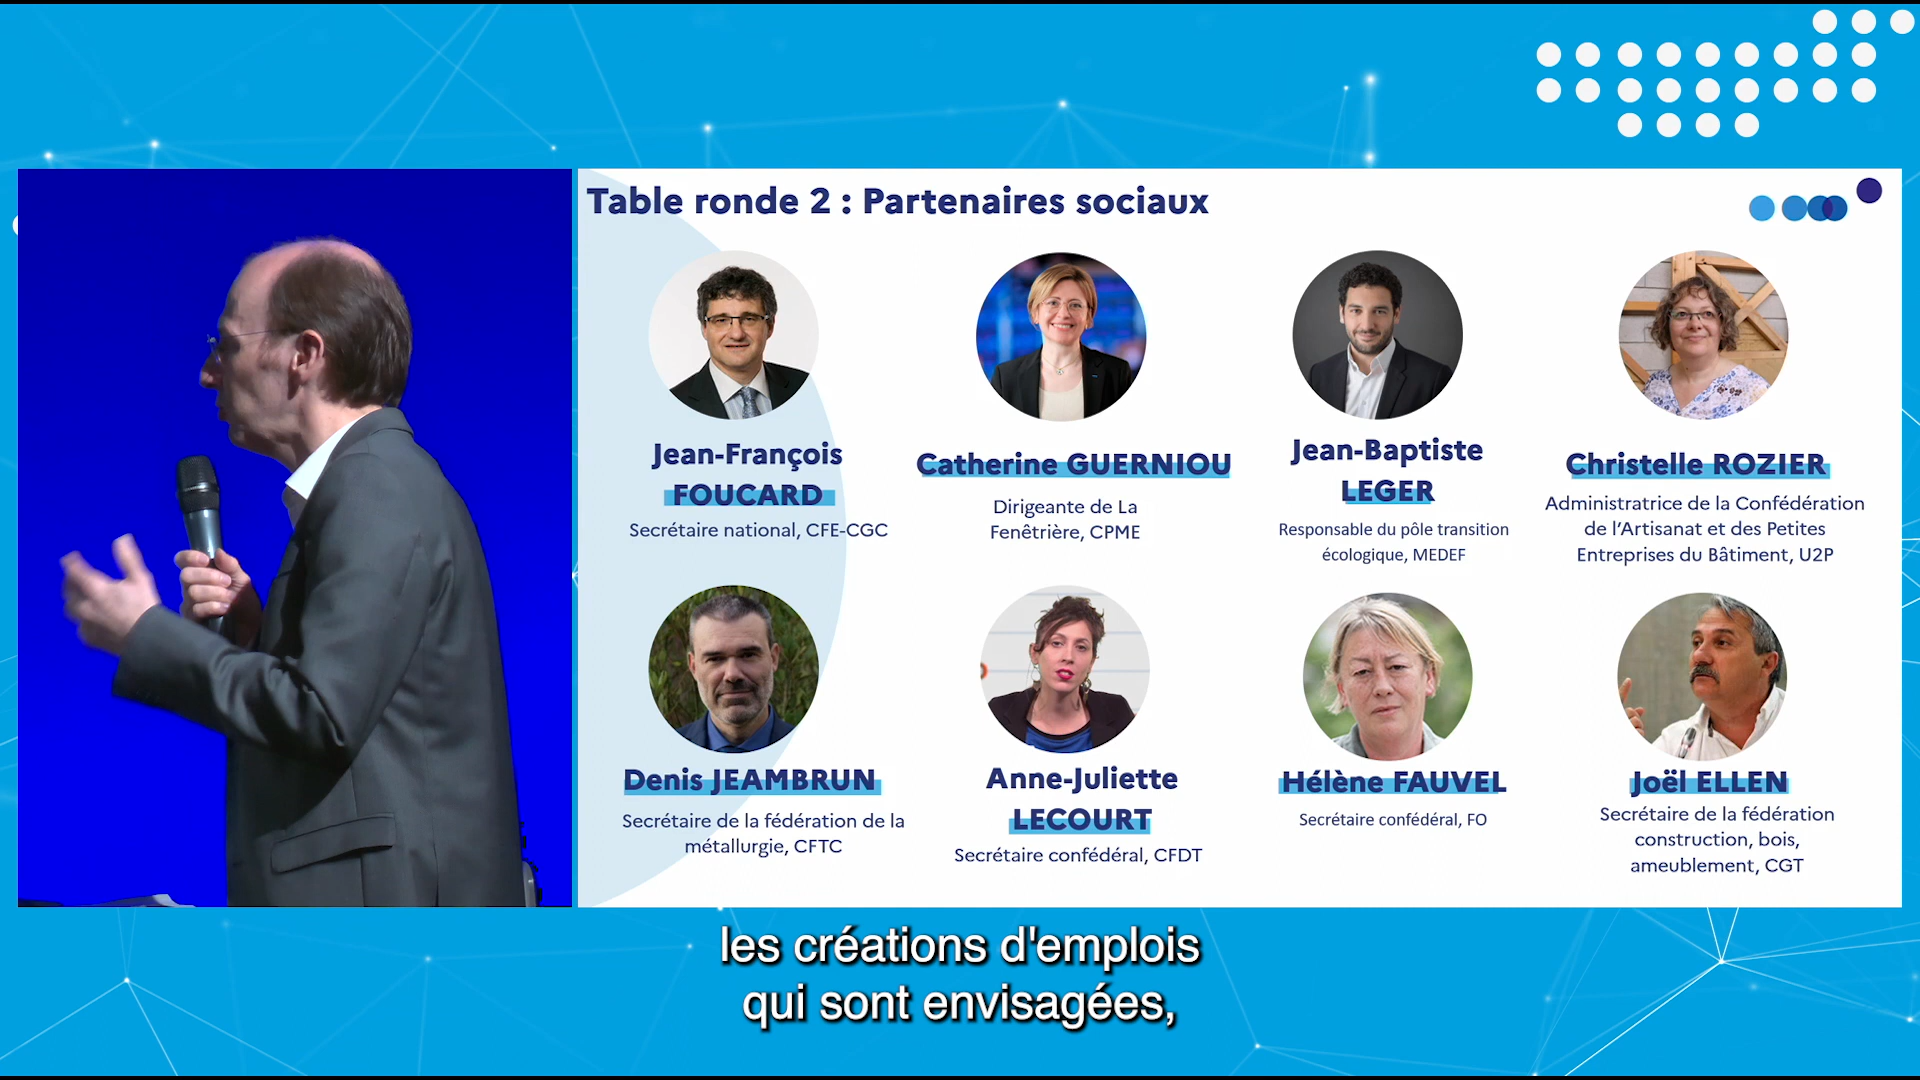 Table ronde 2 : Partenaires sociaux
Jean-François
FOUCARD
Secrétaire national, CFE-CGC
Catherine GUERNIOU
Dirigeante de La
Fenêtrière, CPME
Jean-Baptiste
LEGER
Responsable du pôle transition
écologique, MEDEF
Christelle ROZIER
Administratrice de la Confédération
de l’Artisanat et des Petites
Entreprises du Bâtiment, U2P
Denis JEAMBRUN
Secrétaire de la fédération de la
métallurgie, CFTC
Anne-Juliette
LECOURT
Secrétaire confédéral, CFDT
Hélène FAUVEL
Secrétaire confédéral, FO
Joël ELLEN
Secrétaire de la fédération
construction, bois,
ameublement, CGT
les créations d'emplois
qui sont envisagées,